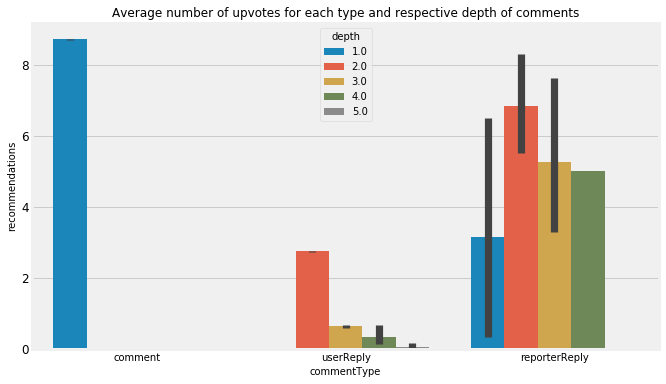 Average number of upvotes for each type and respective depth of comments
depth
1.0
2.0
3.0
4.0
5.0
recommendations
8
6
4
2
0
comment
userReply
reporterReply
commentType